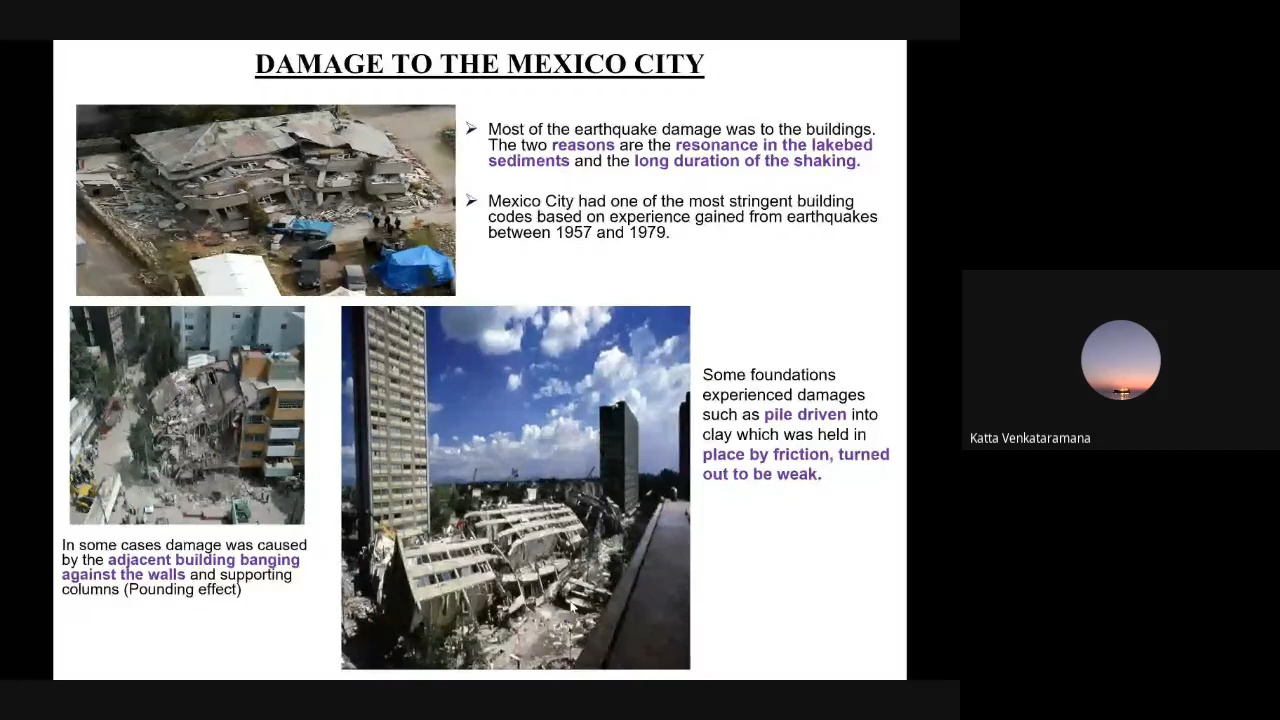 DAMAGE TO THE MEXICO CITY
➢ Most of the earthquake damage was to the buildings.
The two reasons are the resonance in the lakebed
sediments and the long duration of the shaking.
➢ Mexico City had one of the most stringent building
codes based on experience gained from earthquakes
between 1957 and 1979.
Some foundations
experienced damages
such as pile driven into
clay which was held in
place by friction, turned
out to be weak.
In some cases damage was caused
by the adjacent building banging
against the walls and supporting
columns (Pounding effect)
Katta Venkataramana